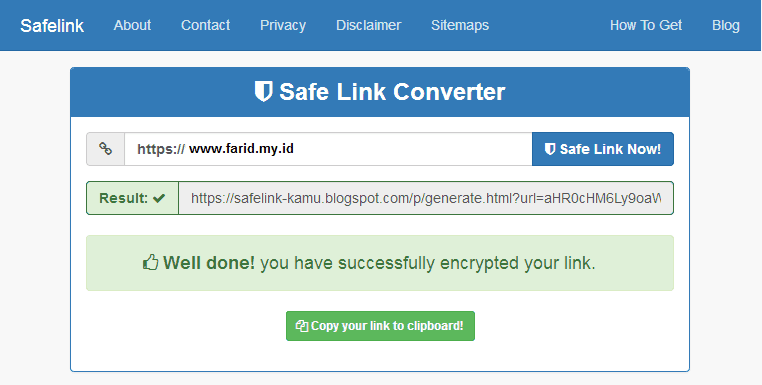 Safelink About Contact Privacy Disclaimer Sitemaps How To Get Blog
Safe Link Converter
https:// www.farid.my.id Safe Link Now!
Result: https://safelink-kamu.blogspot.com/p/generate.html?url=aHR0cHM6Ly9oaW
Well done! you have successfully encrypted your link.
Copy your link to clipboard!